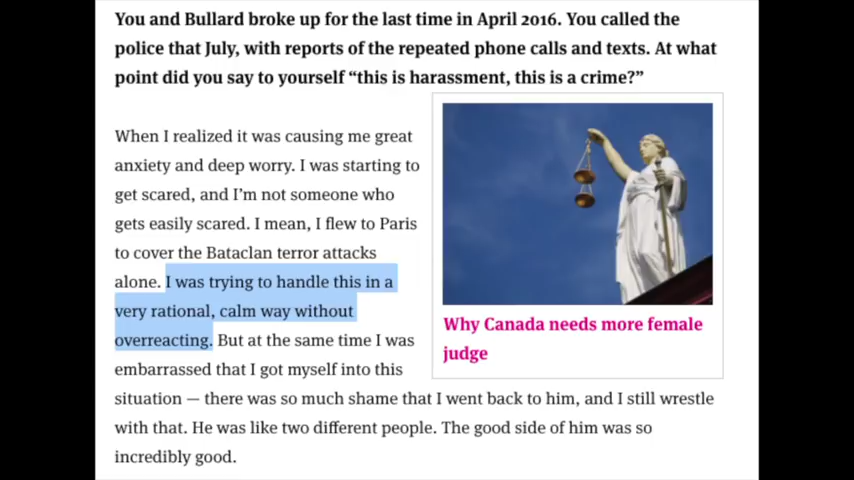 You and Bullard broke up for the last time in April 2016. You called the
police that July, with reports of the repeated phone calls and texts. At what
point did you say to yourself “this is harassment, this is a crime?”
When I realized it was causing me great
anxiety and deep worry. I was starting to
get scared, and I’m not someone who
gets easily scared. I mean, I flew to Paris
to cover the Bataclan terror attacks
alone. I was trying to handle this in a
very rational, calm way without
overreacting. But at the same time I was
embarrassed that I got myself into this
situation — there was so much shame that I went back to him, and I still wrestle
with that. He was like two different people. The good side of him was so
incredibly good.
Why Canada needs more female
judge